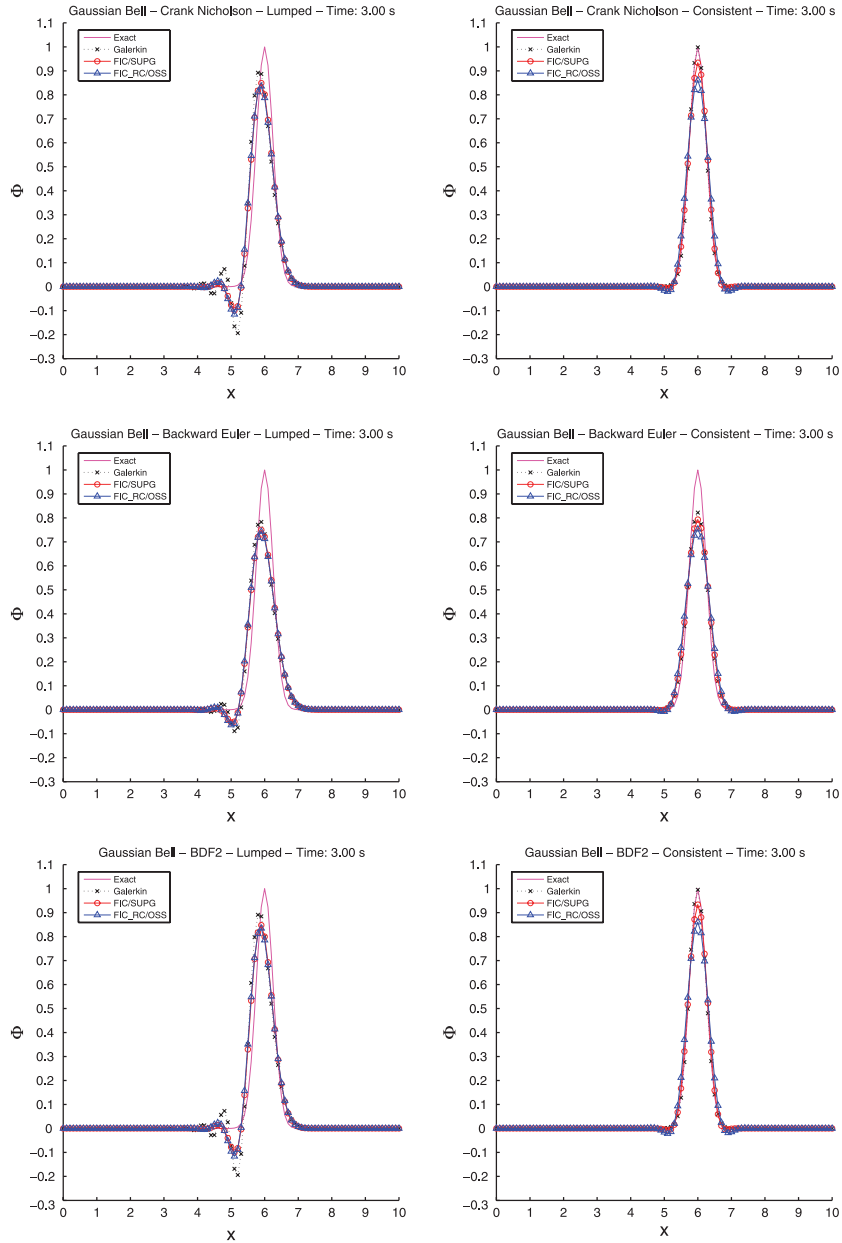 Gaussian Bell – Crank Nicholson – Lumped – Time: 3.00 s
1.1
1
0.9
0.8
0.7
0.6
0.5
0.4
0.3
0.2
0.1
0
−0.1
−0.2
−0.3
Φ
Exact
Galerkin
FIC/SUPG
FIC_RC/OSS
0 1 2 3 4 5 6 7 8 9 10
x
Gaussian Bell – Crank Nicholson – Consistent – Time: 3.00 s
1.1
1
0.9
0.8
0.7
0.6
0.5
0.4
0.3
0.2
0.1
0
−0.1
−0.2
−0.3
Φ
Exact
Galerkin
FIC/SUPG
FIC_RC/OSS
0 1 2 3 4 5 6 7 8 9 10
x
Gaussian Bell – Backward Euler – Lumped – Time: 3.00 s
1.1
1
0.9
0.8
0.7
0.6
0.5
0.4
0.3
0.2
0.1
0
−0.1
−0.2
−0.3
Φ
Exact
Galerkin
FIC/SUPG
FIC_RC/OSS
0 1 2 3 4 5 6 7 8 9 10
x
Gaussian Bell – Backward Euler – Consistent – Time: 3.00 s
1.1
1
0.9
0.8
0.7
0.6
0.5
0.4
0.3
0.2
0.1
0
−0.1
−0.2
−0.3
Φ
Exact
Galerkin
FIC/SUPG
FIC_RC/OSS
0 1 2 3 4 5 6 7 8 9 10
x
Gaussian Bell – BDF2 – Lumped – Time: 3.00 s
1.1
1
0.9
0.8
0.7
0.6
0.5
0.4
0.3
0.2
0.1
0
−0.1
−0.2
−0.3
Φ
Exact
Galerkin
FIC/SUPG
FIC_RC/OSS
0 1 2 3 4 5 6 7 8 9 10
x
Gaussian Bell – BDF2 – Consistent – Time: 3.00 s
1.1
1
0.9
0.8
0.7
0.6
0.5
0.4
0.3
0.2
0.1
0
−0.1
−0.2
−0.3
Φ
Exact
Galerkin
FIC/SUPG
FIC_RC/OSS
0 1 2 3 4 5 6 7 8 9 10
x